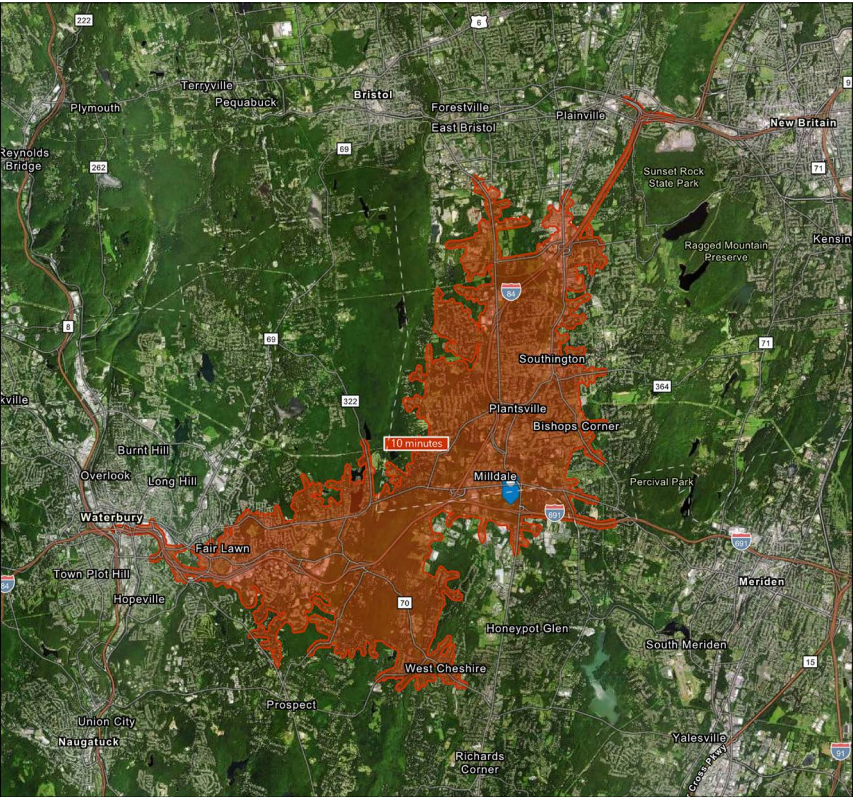 222
6
Terryville
Bristol
9
Plymouth
Pequabuck
Forestville
Plainville
New Britain
East Bristol
Reynolds
Bridge
69
262
Sunset Rock
State Park
71
Kensin
Ragged Mountain
Preserve
84
8
69
71
Southington
364
kville
322
Plantsville
Bishops Corner
10 minutes
Burnt Hill
Overlook
Long Hill
Milldale
Percival Park
Waterbury
691
691
Fair Lawn
Town Plot Hill
84
Meriden
Hopeville
70
Honeypot Glen
South Meriden
15
West Cheshire
Prospect
Union City
Naugatuck
Yalesville
91
Richards
Corner
Cross Pkwy